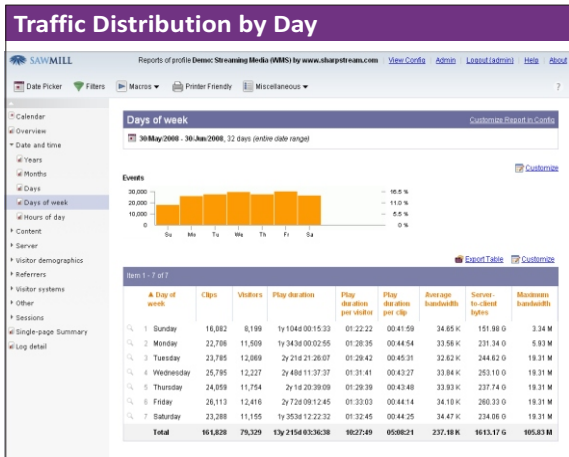 Traffic Distribution by Day
SAWMILL
Reports of profile Demo: Streaming Media (WMS) by www.sharpstream.com
View Config | Admin | Logout (admin) | Help | About
Date Picker Filters Macros Printer Friendly Miscellaneous ?
Calendar
Overview
Date and time
Years
Months
Days
Days of week
Hours of day
Content
Server
Visitor demographics
Referrers
Visitor systems
Other
Sessions
Single-page Summary
Log detail
Days of week Customize Report in Config
30/May/2008 - 30/Jun/2008, 32 days (entire date range)
Customize
Events
30,000 16.5 %
20,000 11.0 %
10,000 5.5 %
0 0 %
Su Mo Tu We Th Fr Sa
Export Table Customize
Item 1 - 7 of 7
Day of week Clips Visitors Play duration Play duration per visitor Play duration per clip Average bandwidth Server-to-client bytes Maximum bandwidth
1 Sunday 16,082 8,199 1y 104d 00:15:33 01:22:22 00:41:59 34.65 K 151.98 G 3.34 M
2 Monday 22,706 11,509 1y 343d 00:02:55 01:28:35 00:44:54 33.56 K 231.34 G 5.93 M
3 Tuesday 23,785 12,069 2y 21d 21:26:07 01:29:42 00:45:31 32.62 K 244.62 G 19.31 M
4 Wednesday 25,795 12,227 2y 48d 11:37:37 01:31:41 00:43:27 33.84 K 253.10 G 19.31 M
5 Thursday 24,059 11,754 2y 1d 20:39:09 01:29:39 00:43:48 33.93 K 237.74 G 19.31 M
6 Friday 26,113 12,416 2y 72d 09:12:45 01:33:03 00:44:14 34.10 K 260.33 G 19.31 M
7 Saturday 23,288 11,155 1y 353d 12:22:32 01:32:45 00:44:25 34.47 K 234.06 G 19.31 M
Total 161,828 79,329 13y 215d 03:36:38 10:27:49 05:08:21 237.18 K 1613.17 G 105.83 M